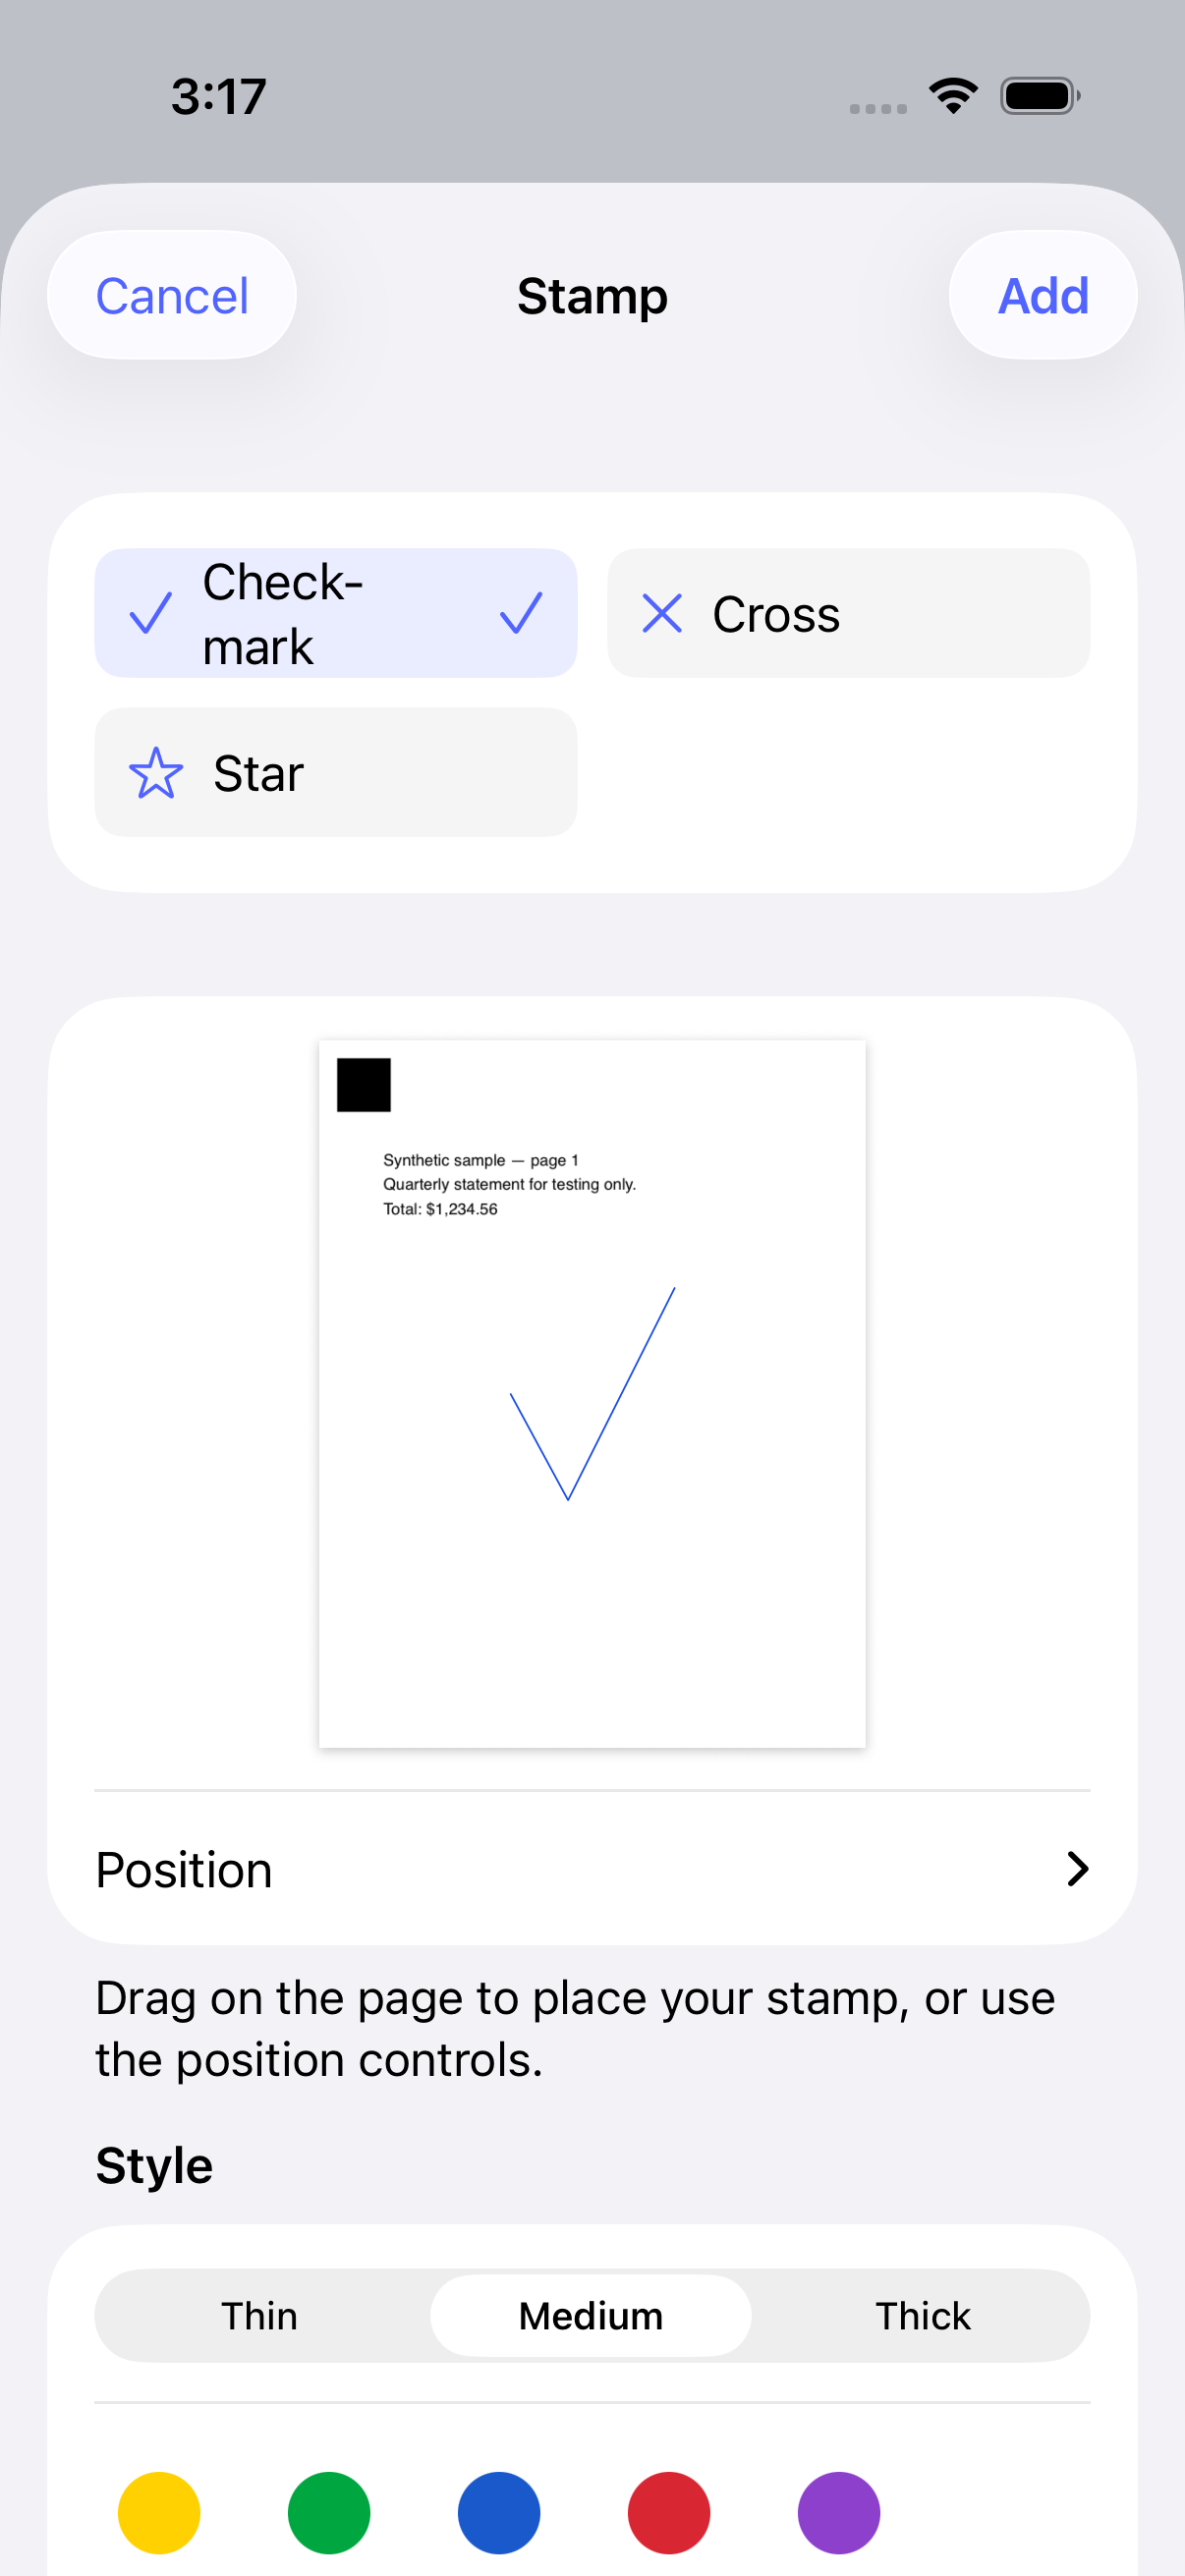 3:17
Cancel
Stamp
Add
Check-
mark
Cross
Star
Synthetic sample — page 1
Quarterly statement for testing only.
Total: $1,234.56
Position
Drag on the page to place your stamp, or use
the position controls.
Style
Thin
Medium
Thick